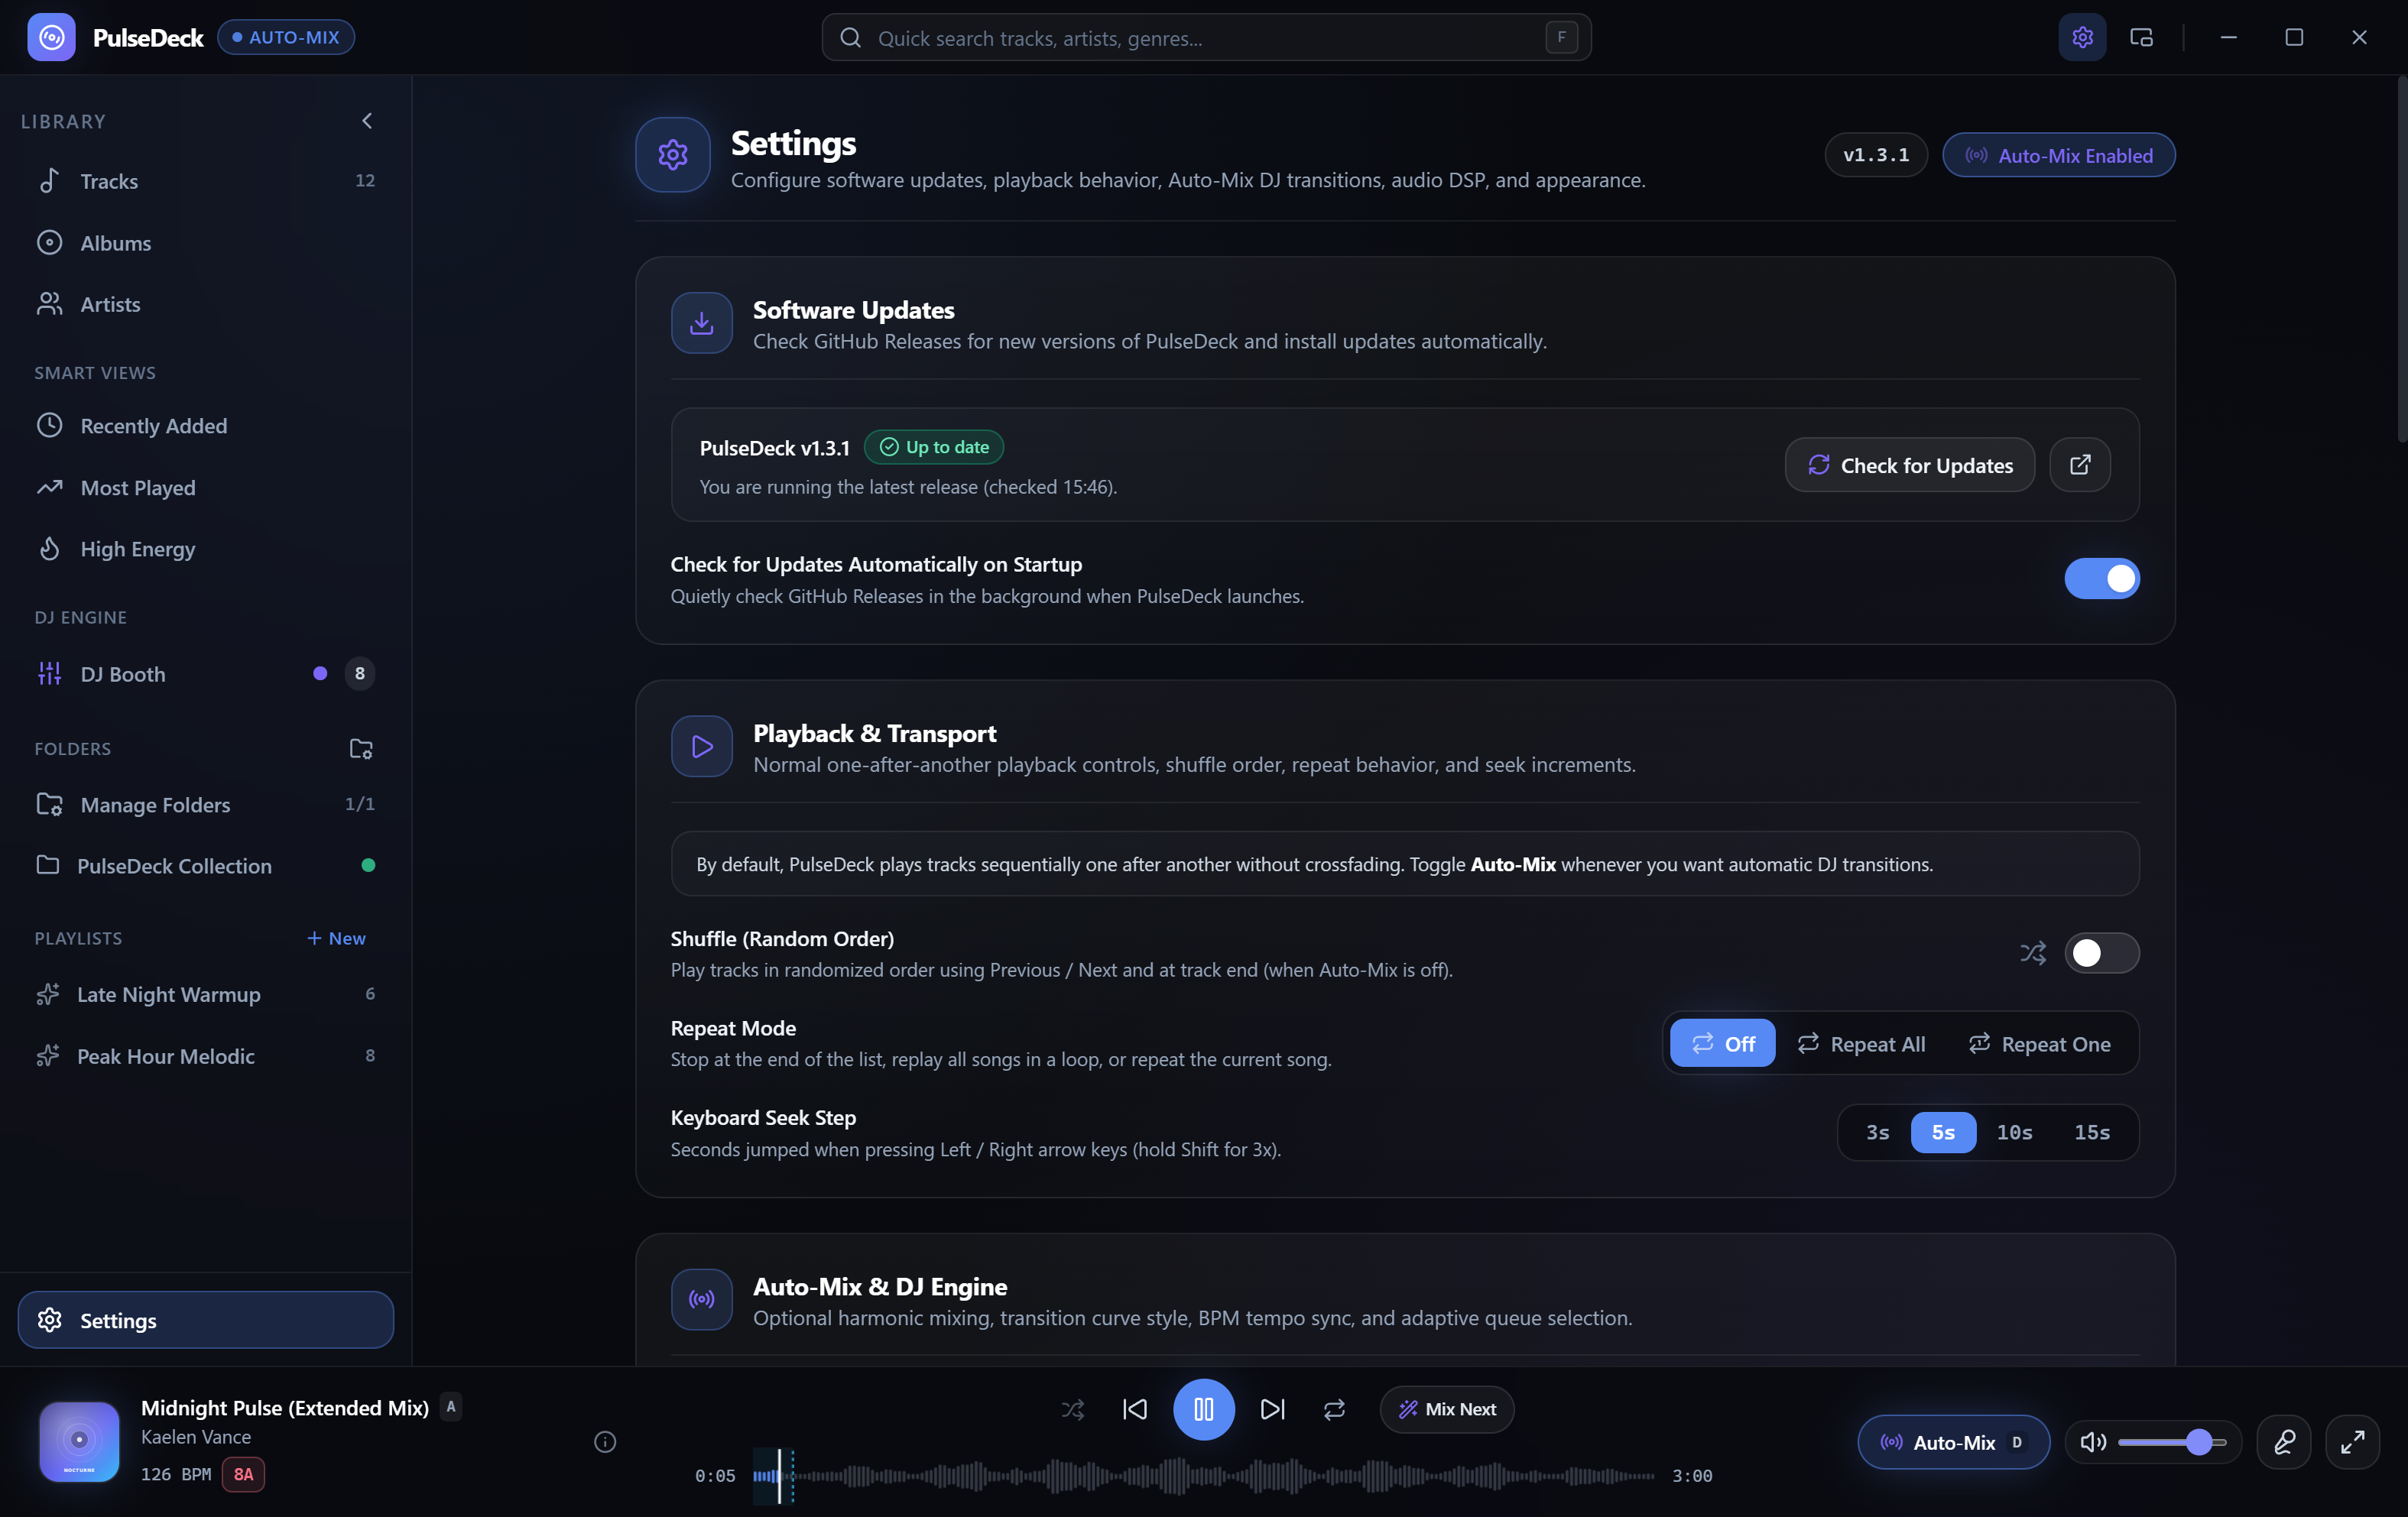 PulseDeck
AUTO-MIX
Quick search tracks, artists, genres...
F
LIBRARY
Tracks 12
Albums
Artists
SMART VIEWS
Recently Added
Most Played
High Energy
DJ ENGINE
DJ Booth 8
FOLDERS
Manage Folders 1/1
PulseDeck Collection
PLAYLISTS + New
Late Night Warmup 6
Peak Hour Melodic 8
Settings
Settings
Configure software updates, playback behavior, Auto-Mix DJ transitions, audio DSP, and appearance.
v1.3.1
Auto-Mix Enabled
Software Updates
Check GitHub Releases for new versions of PulseDeck and install updates automatically.
PulseDeck v1.3.1 Up to date
You are running the latest release (checked 15:46).
Check for Updates
Check for Updates Automatically on Startup
Quietly check GitHub Releases in the background when PulseDeck launches.
Playback & Transport
Normal one-after-another playback controls, shuffle order, repeat behavior, and seek increments.
By default, PulseDeck plays tracks sequentially one after another without crossfading. Toggle Auto-Mix whenever you want automatic DJ transitions.
Shuffle (Random Order)
Play tracks in randomized order using Previous / Next and at track end (when Auto-Mix is off).
Repeat Mode
Stop at the end of the list, replay all songs in a loop, or repeat the current song.
Off Repeat All Repeat One
Keyboard Seek Step
Seconds jumped when pressing Left / Right arrow keys (hold Shift for 3x).
3s 5s 10s 15s
Auto-Mix & DJ Engine
Optional harmonic mixing, transition curve style, BPM tempo sync, and adaptive queue selection.
NOCTURNE
Midnight Pulse (Extended Mix) A
Kaelen Vance
126 BPM 8A
Mix Next
0:05
3:00
Auto-Mix D